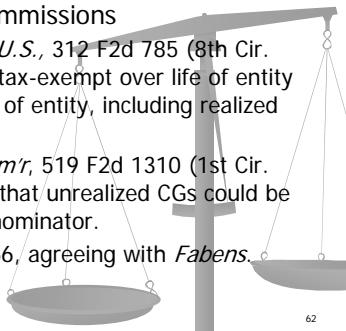 mmissions
U.S., 312 F2d 785 (8th Cir.
tax-exempt over life of entity
of entity, including realized
m'r, 519 F2d 1310 (1st Cir.
that unrealized CGs could be
nominator.
6, agreeing with Fabens.
62